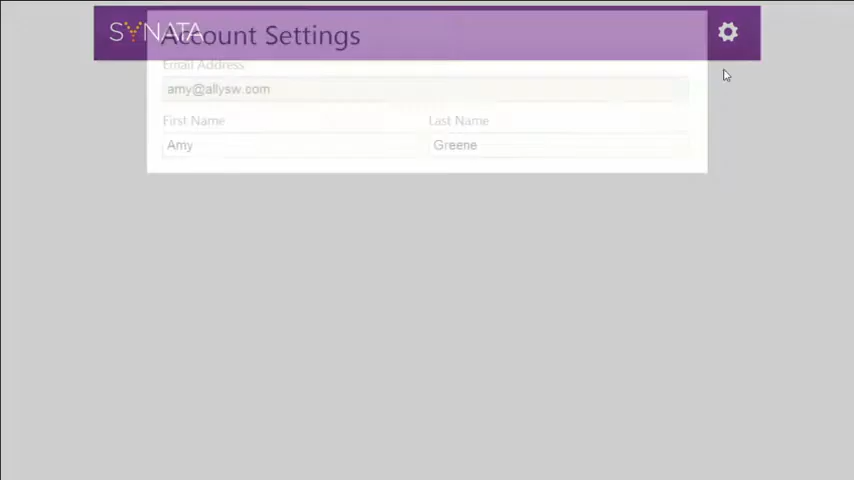 SYNATA
Account Settings
Email Address
amy@allysw.com
First Name Last Name
Amy Greene